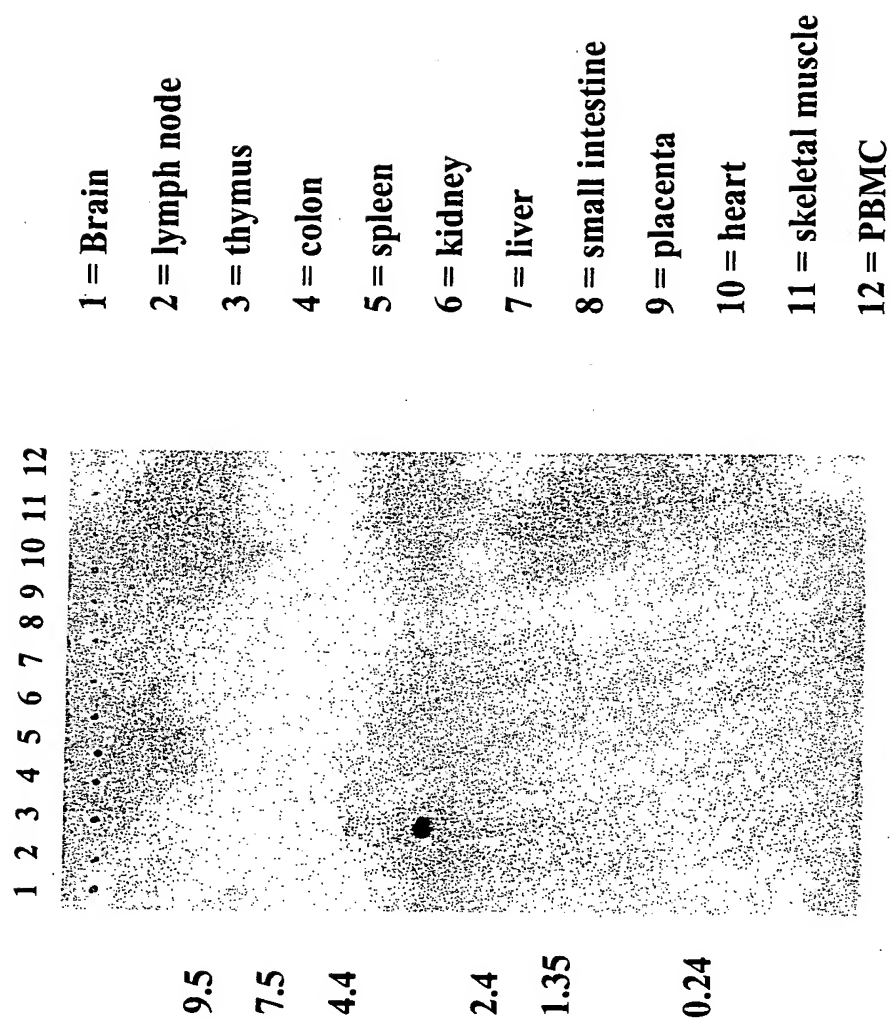 1 2 3 4 5 6 7 8 9 10 11 12
9.5
7.5
4.4
2.4
1.35
0.24
1 = Brain
2 = lymph node
3 = thymus
4 = colon
5 = spleen
6 = kidney
7 = liver
8 = small intestine
9 = placenta
10 = heart
11 = skeletal muscle
12 = PBMC